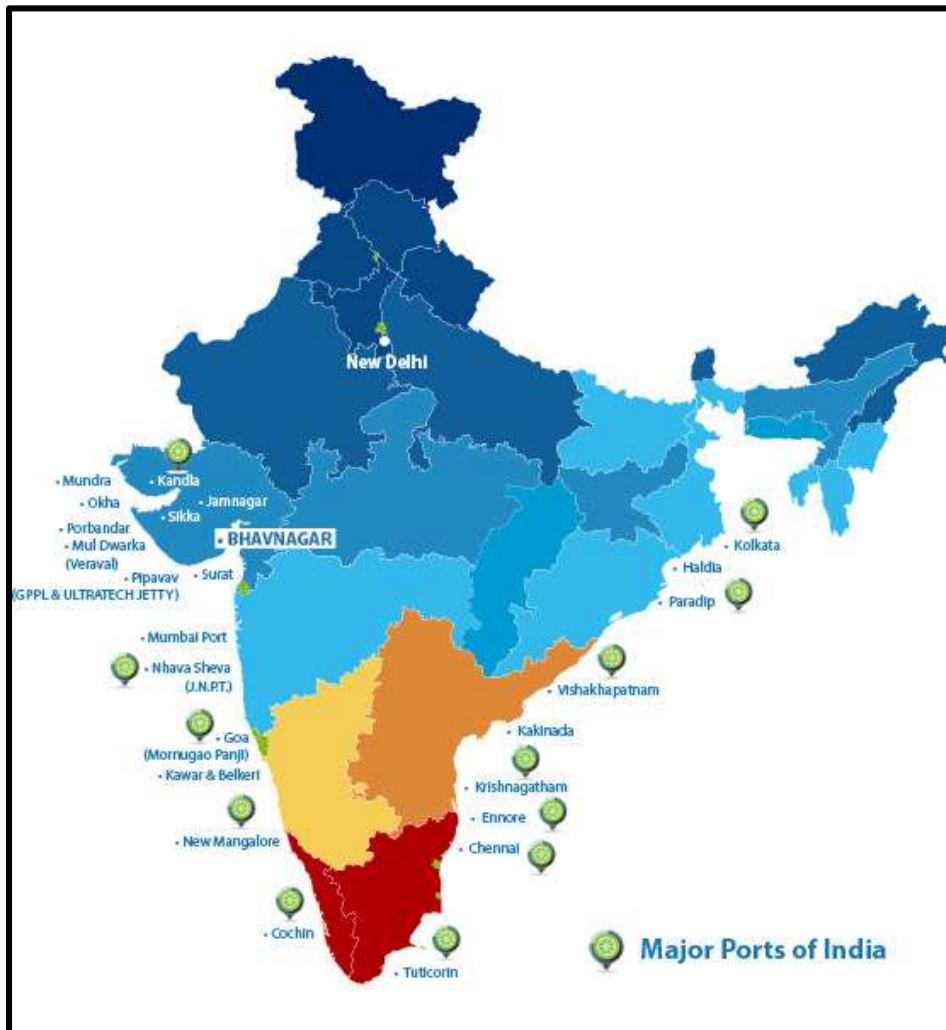 New Delhi
• Mundra
• Kandla
• Okha
• Jamnagar
• Sikka
• Porbandar
• Mul Dwarka
(Veraval)
• BHAVNAGAR
• Pipavav
(GPPL & ULTRATECH JETTY)
• Surat
• Kolkata
• Haldia
• Paradip
• Mumbai Port
• Nhava Sheva
(J.N.P.T.)
• Vishakhapatnam
• Goa
(Mornugao Panji)
• Kawar & Belkeri
• Kakinada
• Krishnagatham
• Ennore
• New Mangalore
• Chennai
• Cochin
• Tuticorin
Major Ports of India